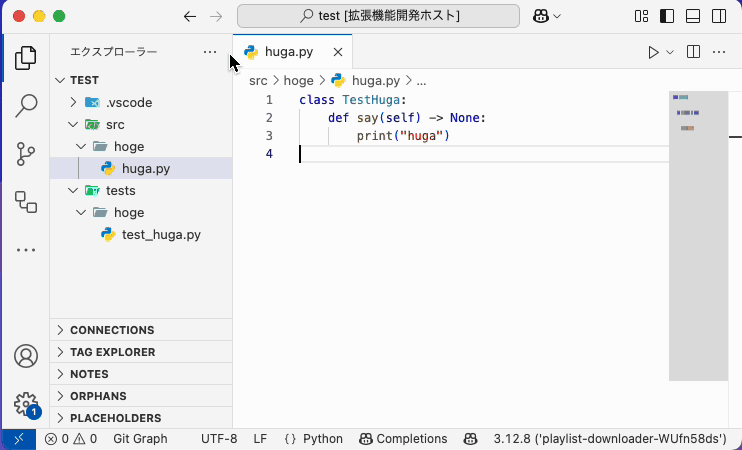 test [拡張機能開発ホスト]
エクスプローラー
huga.py
TEST
.vscode
src
hoge
huga.py
tests
hoge
test_huga.py
CONNECTIONS
TAG EXPLORER
NOTES
ORPHANS
PLACEHOLDERS
1
src > hoge > huga.py > ...
1 class TestHuga:
2 def say(self) -> None:
3 print("huga")
4
0 0 Git Graph UTF-8 LF {} Python Completions 3.12.8 ('playlist-downloader-WUfn58ds')